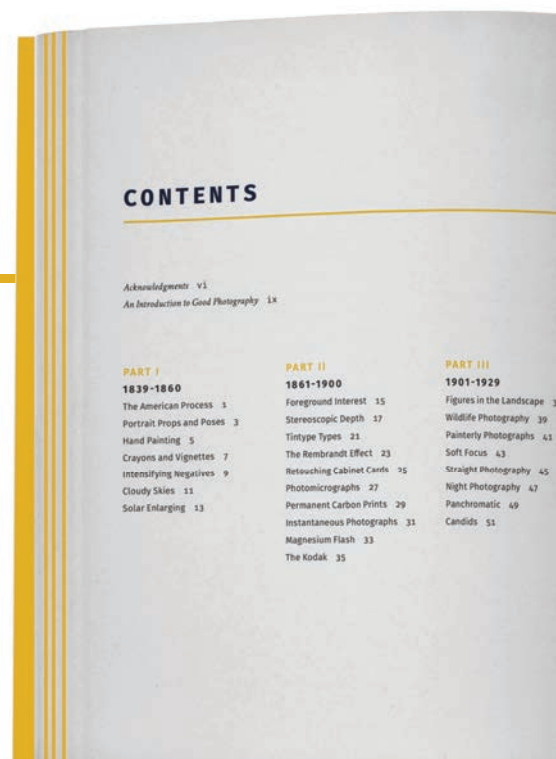 CONTENTS
Acknowledgments vi
An Introduction to Good Photography ix
PART I
1839-1860
The American Process 1
Portrait Props and Poses 3
Hand Painting 5
Crayons and Vignettes 7
Intensifying Negatives 9
Cloudy Skies 11
Solar Enlarging 13
PART II
1861-1900
Foreground Interest 15
Stereoscopic Depth 17
Tintype Types 21
The Rembrandt Effect 23
Retouching Cabinet Cards 25
Photomicrographs 27
Permanent Carbon Prints 29
Instantaneous Photographs 31
Magnesium Flash 33
The Kodak 35
PART III
1901-1929
Figures in the Landscape
Wildlife Photography 39
Painterly Photographs 41
Soft Focus 43
Straight Photography 45
Night Photography 47
Panchromatic 49
Candids 51